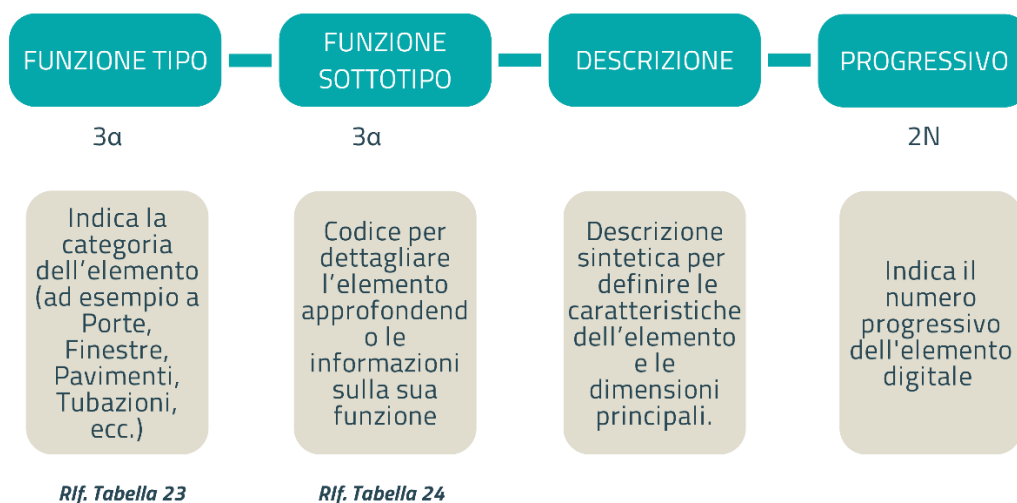 FUNZIONE TIPO
FUNZIONE
SOTTOTIPO
DESCRIZIONE
PROGRESSIVO
3α
3α
2N
Indica la
categoria
dell'elemento
(ad esempio a
Porte,
Finestre,
Pavimenti,
Tubazioni,
ecc.)
Codice per
dettagliare
l'elemento
approfondend
o le
informazioni
sulla sua
funzione
Descrizione
sintetica per
definire le
caratteristiche
dell'elemento
e le
dimensioni
principali.
Indica il
numero
progressivo
dell'elemento
digitale
RIf. Tabella 23
RIf. Tabella 24